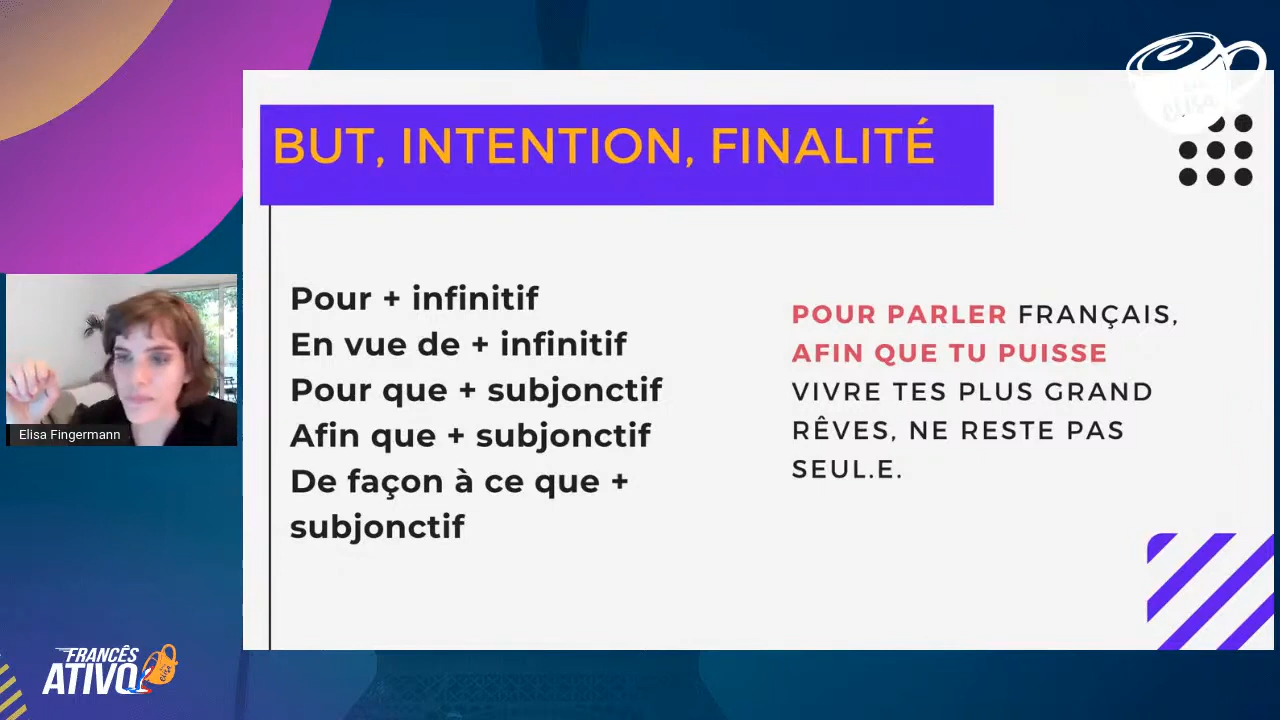 BUT, INTENTION, FINALITÉ
Pour + infinitif
En vue de + infinitif
Pour que + subjonctif
Afin que + subjonctif
De façon à ce que +
subjonctif
POUR PARLER FRANÇAIS,
AFIN QUE TU PUISSE
VIVRE TES PLUS GRAND
RÊVES, NE RESTE PAS
SEUL.E.
Elisa Fingermann
FRANCÊS
ATIVO